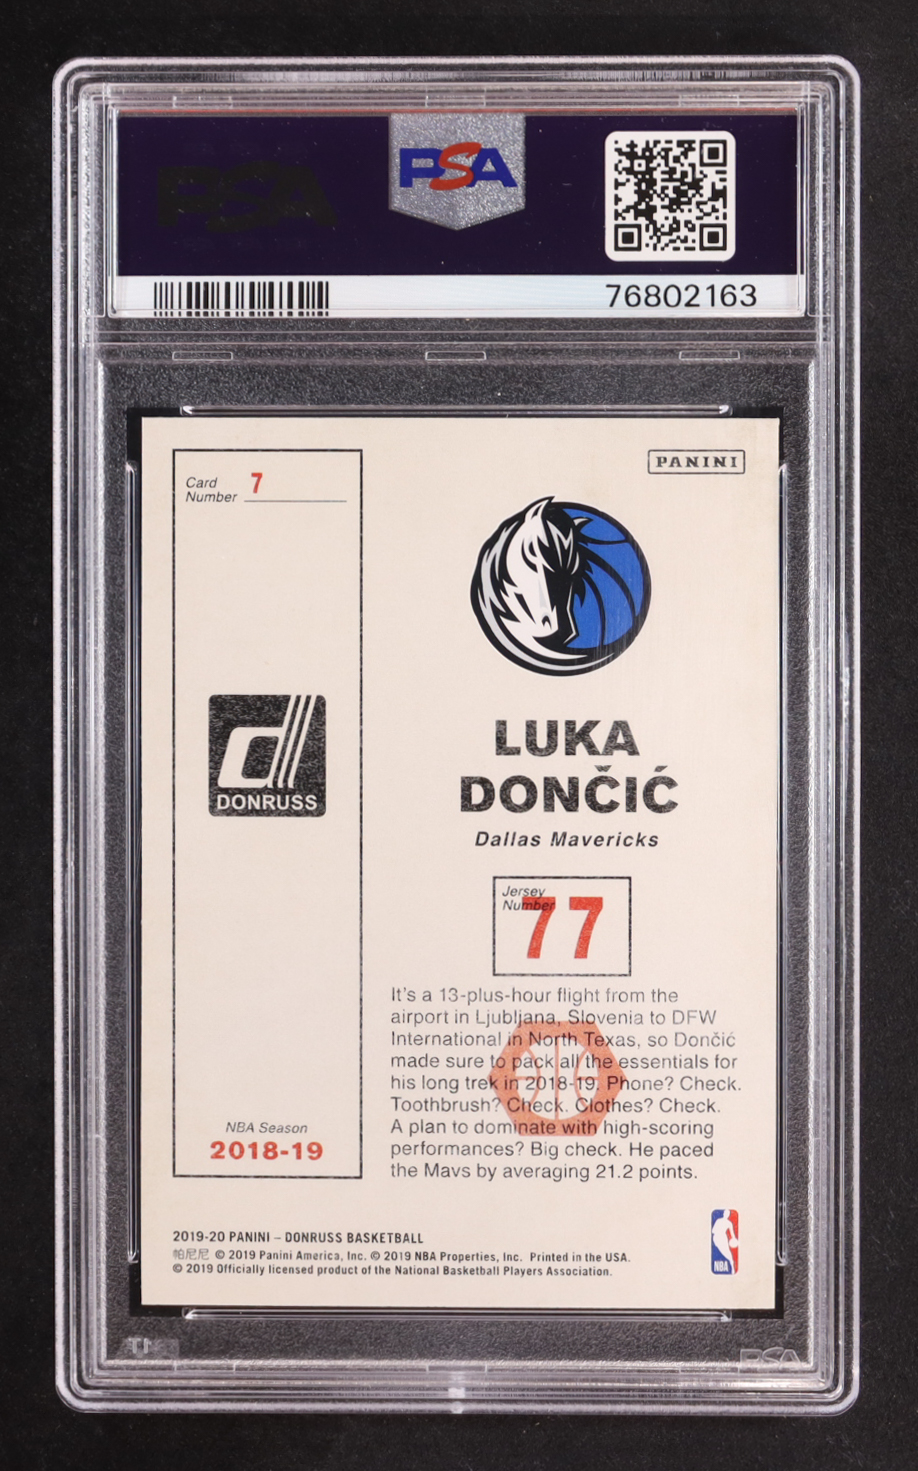 PSA
PSA
76802163
Card
Number 7
PANINI
DONRUSS
LUKA
DONČIĆ
Dallas Mavericks
Jersey
Number
77
It's a 13-plus-hour flight from the
airport in Ljubljana, Slovenia to DFW
International in North Texas, so Dončić
made sure to pack all the essentials for
his long trek in 2018-19. Phone? Check.
Toothbrush? Check. Clothes? Check.
A plan to dominate with high-scoring
performances? Big check. He paced
the Mavs by averaging 21.2 points.
NBA Season
2018-19
2019-20 PANINI – DONRUSS BASKETBALL
帕尼尼 © 2019 Panini America, Inc. © 2019 NBA Properties, Inc. Printed in the USA.
© 2019 Officially licensed product of the National Basketball Players Association.
NBA
PSA